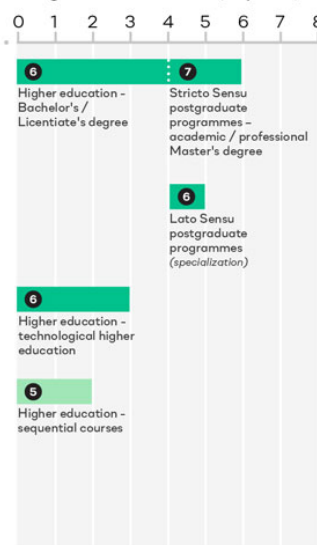 0 1 2 3 4 5 6 7 8
6 7
Higher education -
Bachelor's /
Licentiate's degree
Stricto Sensu
postgraduate
programmes –
academic / professional
Master's degree
6
Lato Sensu
postgraduate
programmes
(specialization)
6
Higher education -
technological higher
education
5
Higher education -
sequential courses